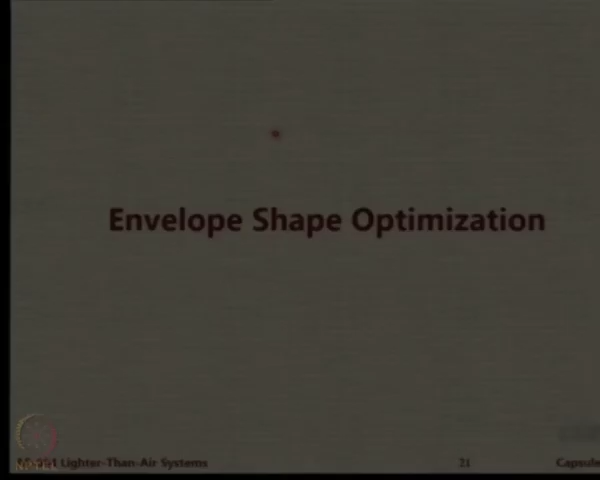 Envelope Shape Optimization
Lighter-Than-Air Systems
21
Capsule